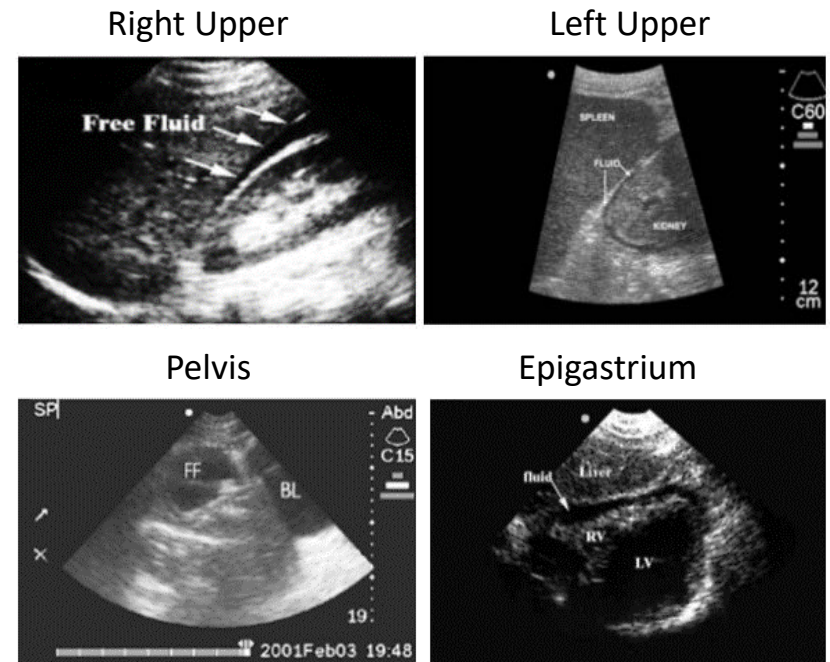 Right Upper
Left Upper
Free Fluid
SPLEEN
FLUID
KIDNEY
C60
12
cm
Pelvis
Epigastrium
SP
FF
BL
Abd
C15
19
2001Feb03 19:48
Liver
fluid
RV
LV